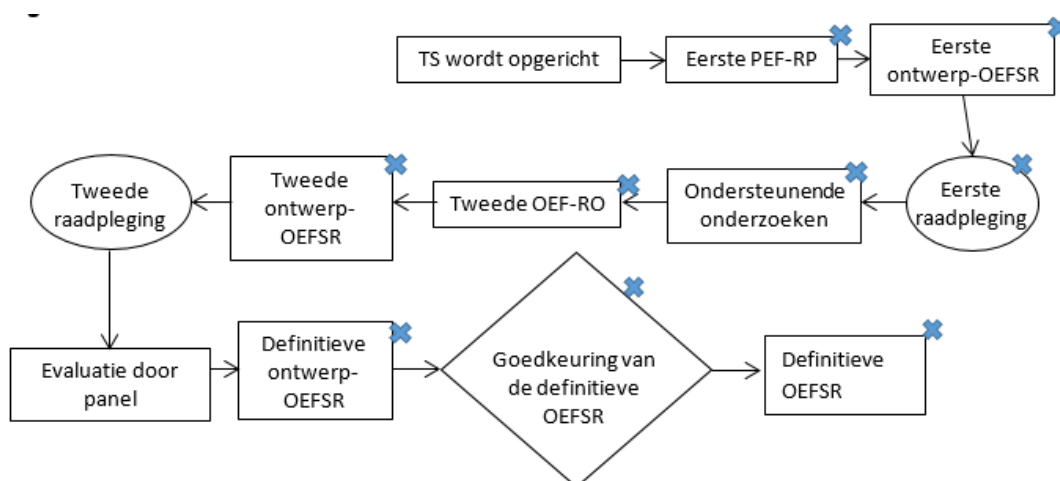 TS wordt opgericht
Eerste PEF-RP
Eerste
ontwerp-OEFSR
Eerste
raadpleging
Ondersteunende
onderzoeken
Tweede OEF-RO
Tweede
ontwerp-
OEFSR
Tweede
raadpleging
Evaluatie door
panel
Definitieve
ontwerp-
OEFSR
Goedkeuring van
de definitieve
OEFSR
Definitieve
OEFSR